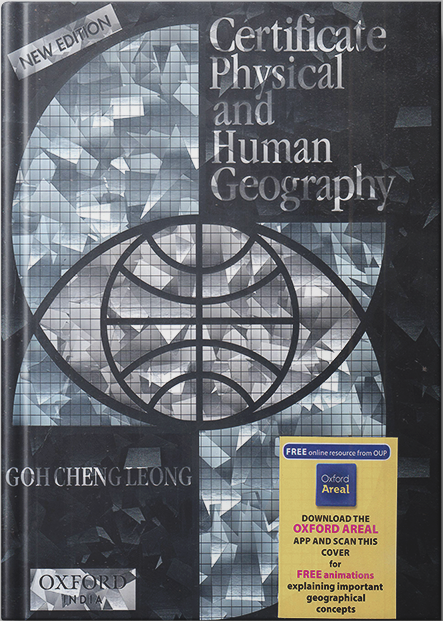 NEW EDITION
Certificate
Physical
and
Human
Geography
GOH CHENG LEONG
FREE online resource from OUP
Oxford
Areal
DOWNLOAD THE
OXFORD AREAL
APP AND SCAN THIS
COVER
for
FREE animations
explaining important
geographical
concepts
OXFORD
INDIA